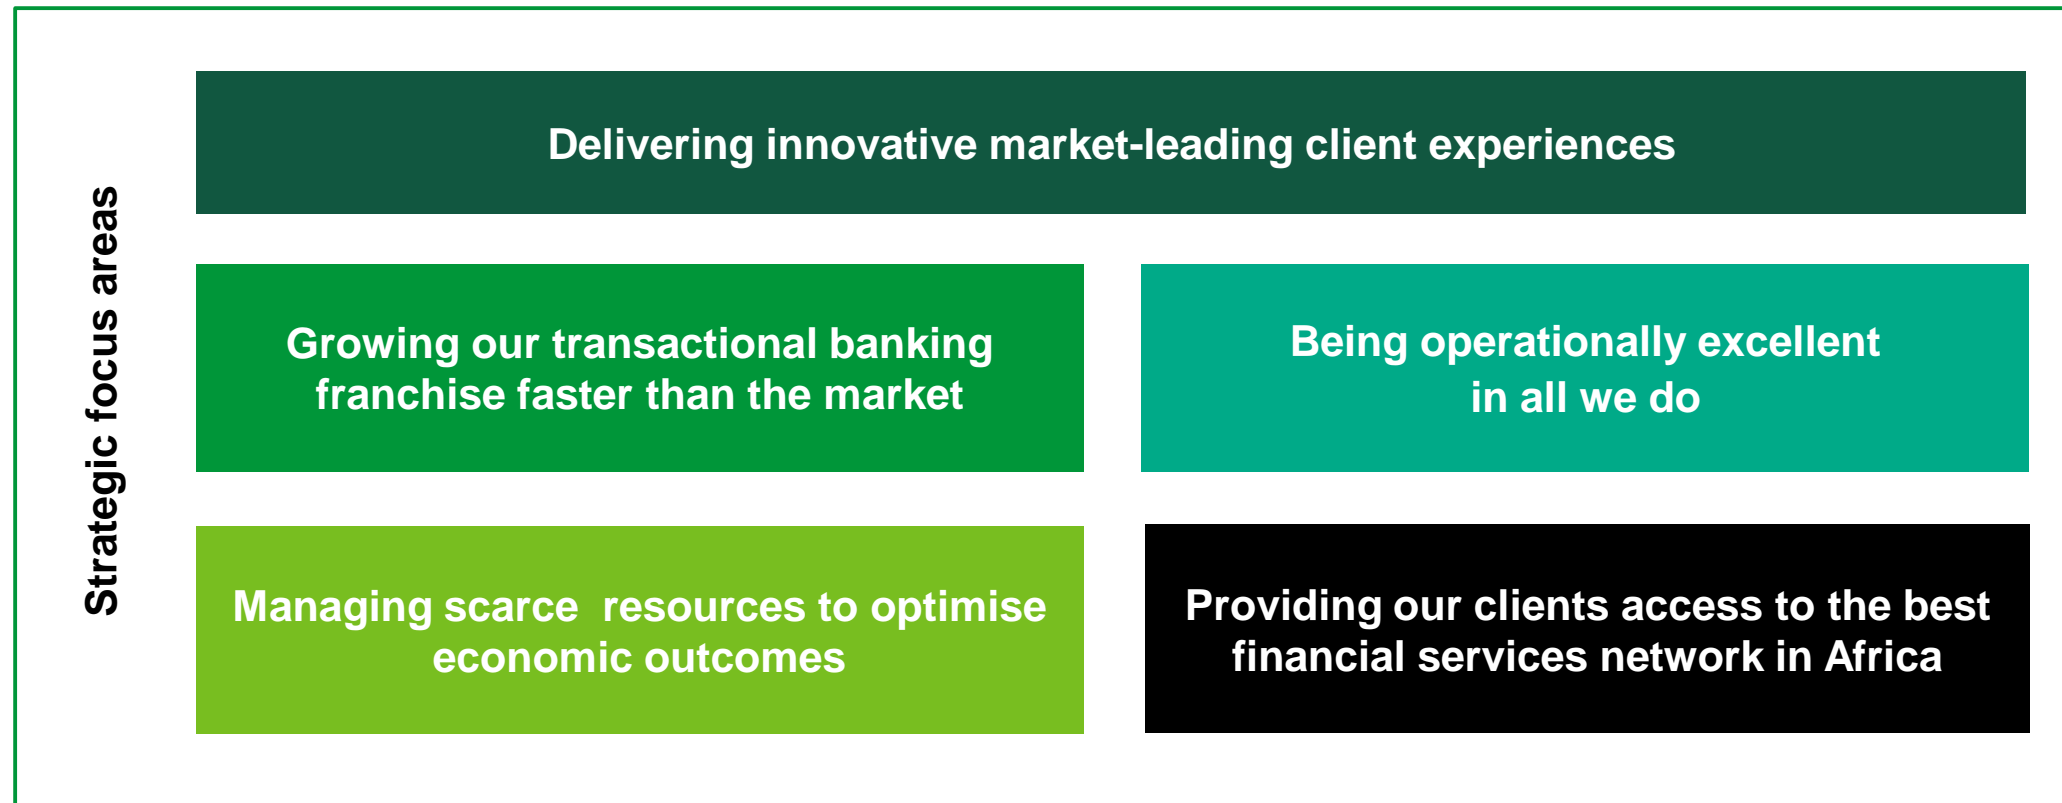 Strategic focus areas
Delivering innovative market-leading client experiences
Growing our transactional banking
franchise faster than the market
Being operationally excellent
in all we do
Managing scarce  resources to optimise
economic outcomes
Providing our clients access to the best
financial services network in Africa